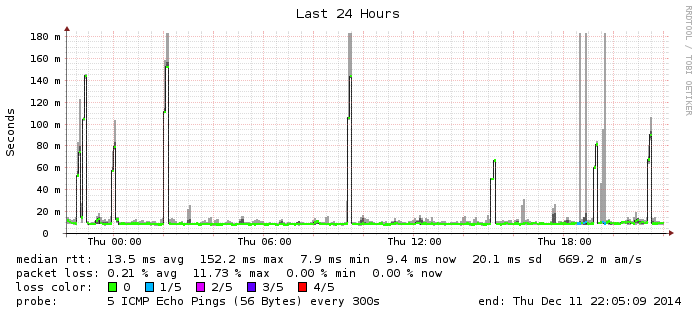 Last 24 Hours
RRDTOOL / TOBI OETIKER
Seconds
180 m
160 m
140 m
120 m
100 m
80 m
60 m
40 m
20 m
0
Thu 00:00 Thu 06:00 Thu 12:00 Thu 18:00
median rtt: 13.5 ms avg 152.2 ms max 7.9 ms min 9.4 ms now 20.1 ms sd 669.2 m am/s
packet loss: 0.21 % avg 11.73 % max 0.00 % min 0.00 % now
loss color: 0 1/5 2/5 3/5 4/5
probe: 5 ICMP Echo Pings (56 Bytes) every 300s end: Thu Dec 11 22:05:09 2014